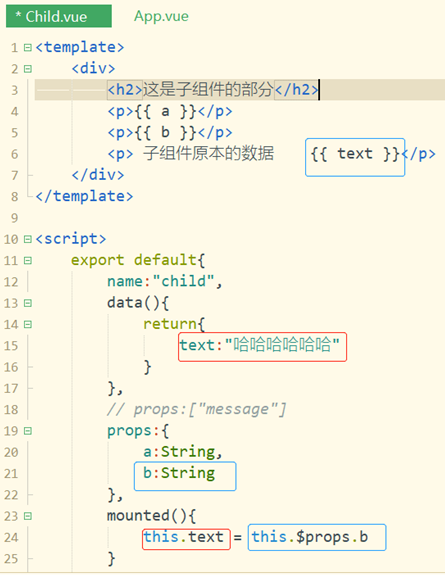 * Child.vue App.vue
1 <template>
2 <div>
3 <h2>这是子组件的部分</h2>
4 <p>{{ a }}</p>
5 <p>{{ b }}</p>
6 <p> 子组件原本的数据 {{ text }}</p>
7 </div>
8 </template>
9
10 <script>
11 export default{
12 name:"child",
13 data(){
14 return{
15 text:"哈哈哈哈哈哈"
16 }
17 },
18 // props:["message"]
19 props:{
20 a:String,
21 b:String
22 },
23 mounted(){
24 this.text = this.$props.b
25 }